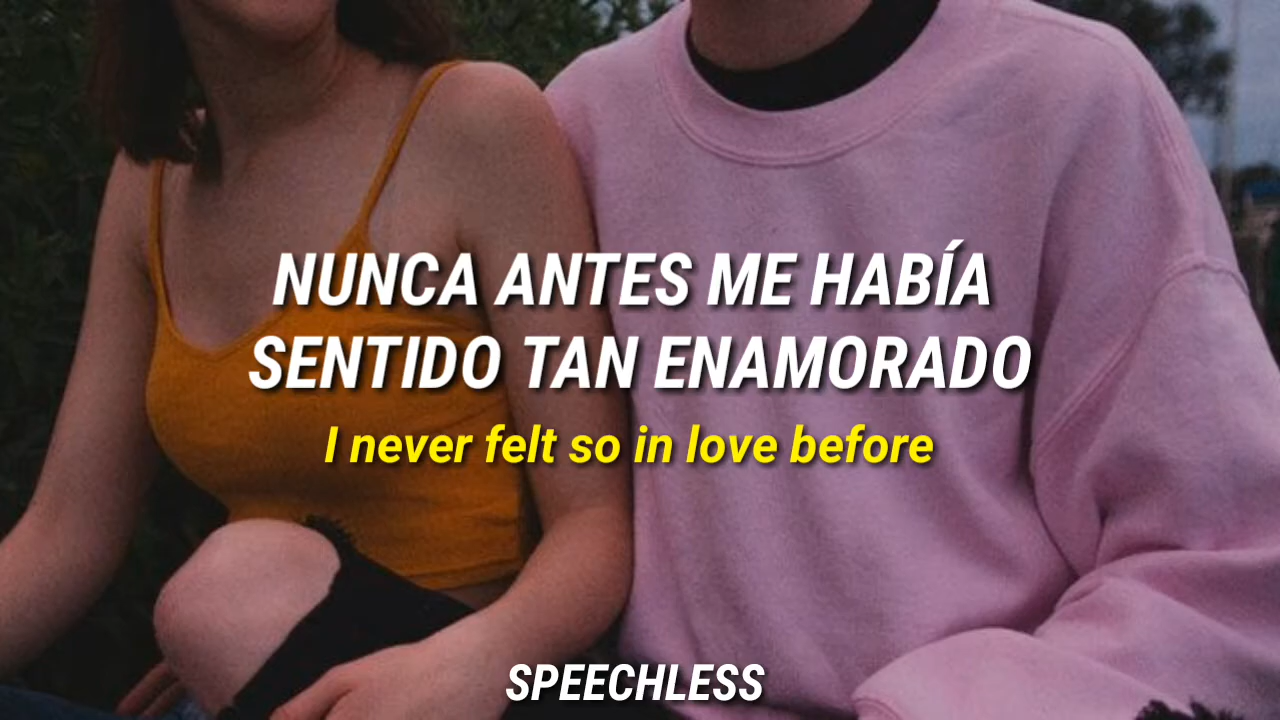 NUNCA ANTES ME HABÍA
SENTIDO TAN ENAMORADO
I never felt so in love before
SPEECHLESS